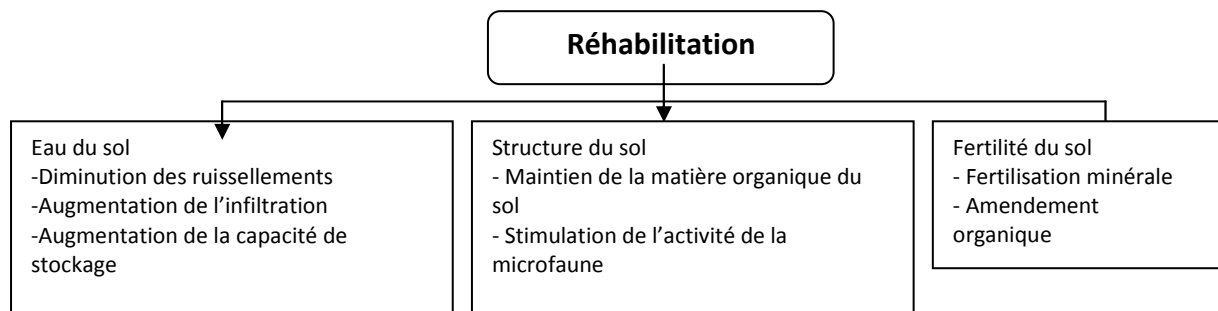 Réhabilitation
Eau du sol
-Diminution des ruissellements
-Augmentation de l’infiltration
-Augmentation de la capacité de
stockage
Structure du sol
- Maintien de la matière organique du
sol
- Stimulation de l’activité de la
microfaune
Fertilité du sol
- Fertilisation minérale
- Amendement
organique